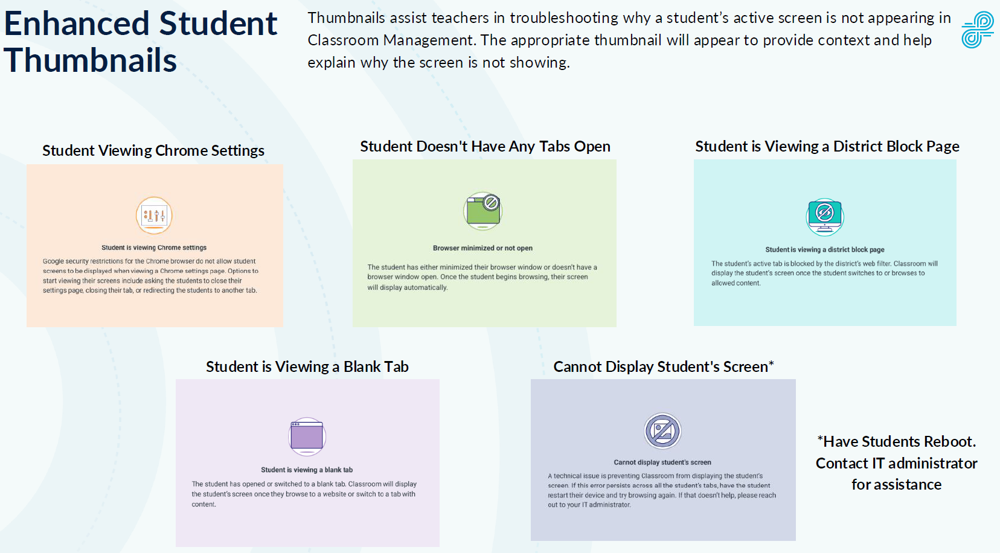 Enhanced Student
Thumbnails
Thumbnails assist teachers in troubleshooting why a student’s active screen is not appearing in
Classroom Management. The appropriate thumbnail will appear to provide context and help
explain why the screen is not showing.
Student Viewing Chrome Settings
Student is viewing Chrome settings
Google security restrictions for the Chrome browser do not allow student
screens to be displayed when viewing a Chrome settings page. Options to
start viewing their screens include asking the students to close their
settings page, closing their tab, or redirecting the students to another tab.
Student Doesn't Have Any Tabs Open
Browser minimized or not open
The student has either minimized their browser window or doesn’t have a
browser window open. Once the student begins browsing, their screen
will display automatically.
Student is Viewing a District Block Page
Student is viewing a district block page
The student’s active tab is blocked by the district’s web filter. Classroom will
display the student’s screen once the student switches to or browses to
allowed content.
Student is Viewing a Blank Tab
Student is viewing a blank tab
The student has opened or switched to a blank tab. Classroom will display
the student’s screen once they browse to a website or switch to a tab with
content.
Cannot Display Student's Screen*
Cannot display student’s screen
A technical issue is preventing Classroom from displaying the student’s
screen. If this error persists across all the student’s tabs, have the student
restart their device and try browsing again. If that doesn’t help, please reach
out to your IT administrator.
*Have Students Reboot.
Contact IT administrator
for assistance